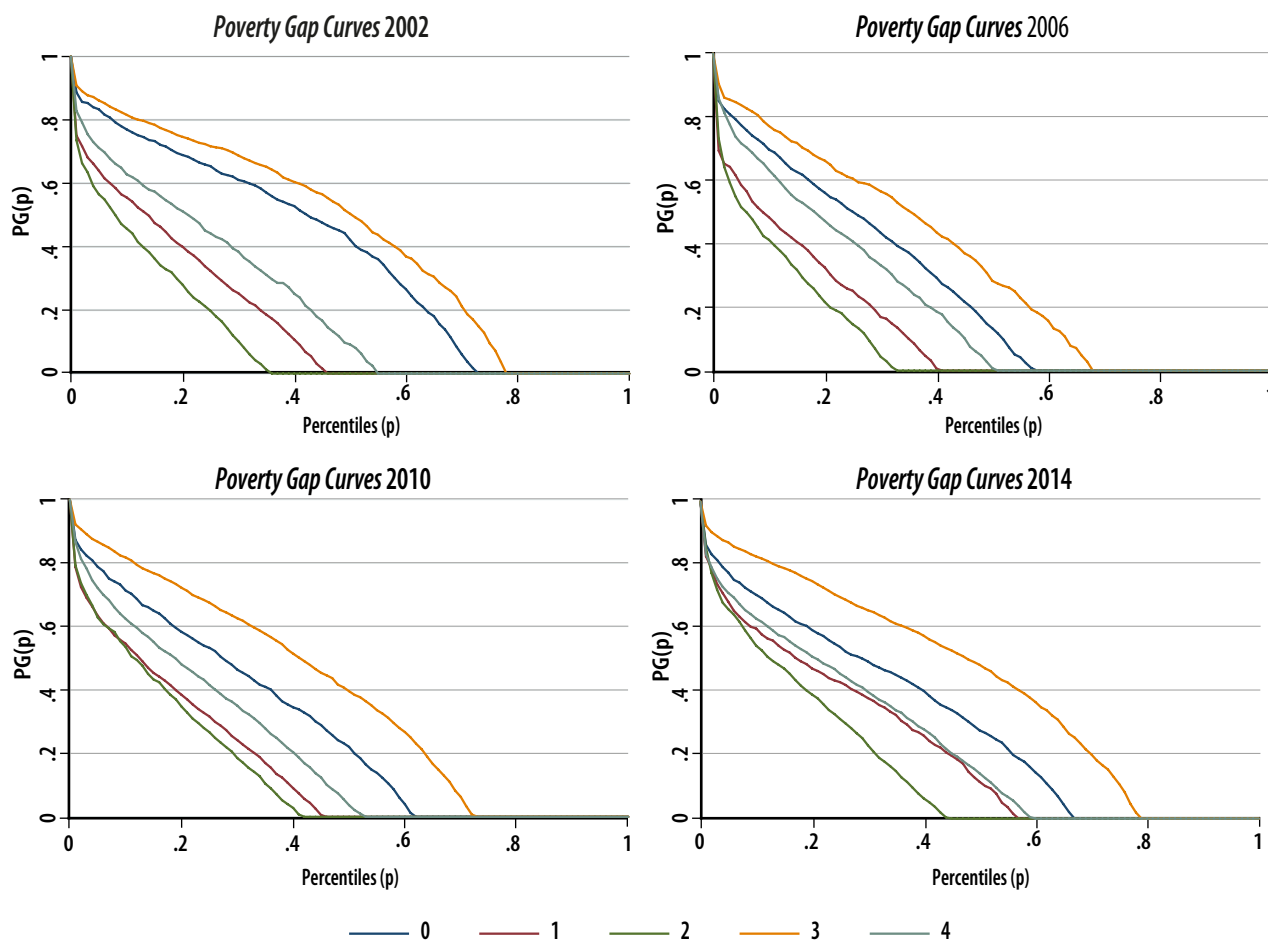 Poverty Gap Curves 2002
1
.8
.6
.4
.2
0
PG(p)
0 .2 .4 .6 .8 1
Percentiles (p)
Poverty Gap Curves 2006
1
.8
.6
.4
.2
0
PG(p)
0 .2 .4 .6 .8
Percentiles (p)
Poverty Gap Curves 2010
1
.8
.6
.4
.2
0
PG(p)
0 .2 .4 .6 .8 1
Percentiles (p)
Poverty Gap Curves 2014
1
.8
.6
.4
.2
0
PG(p)
0 .2 .4 .6 .8 1
Percentiles (p)
0 1 2 3 4